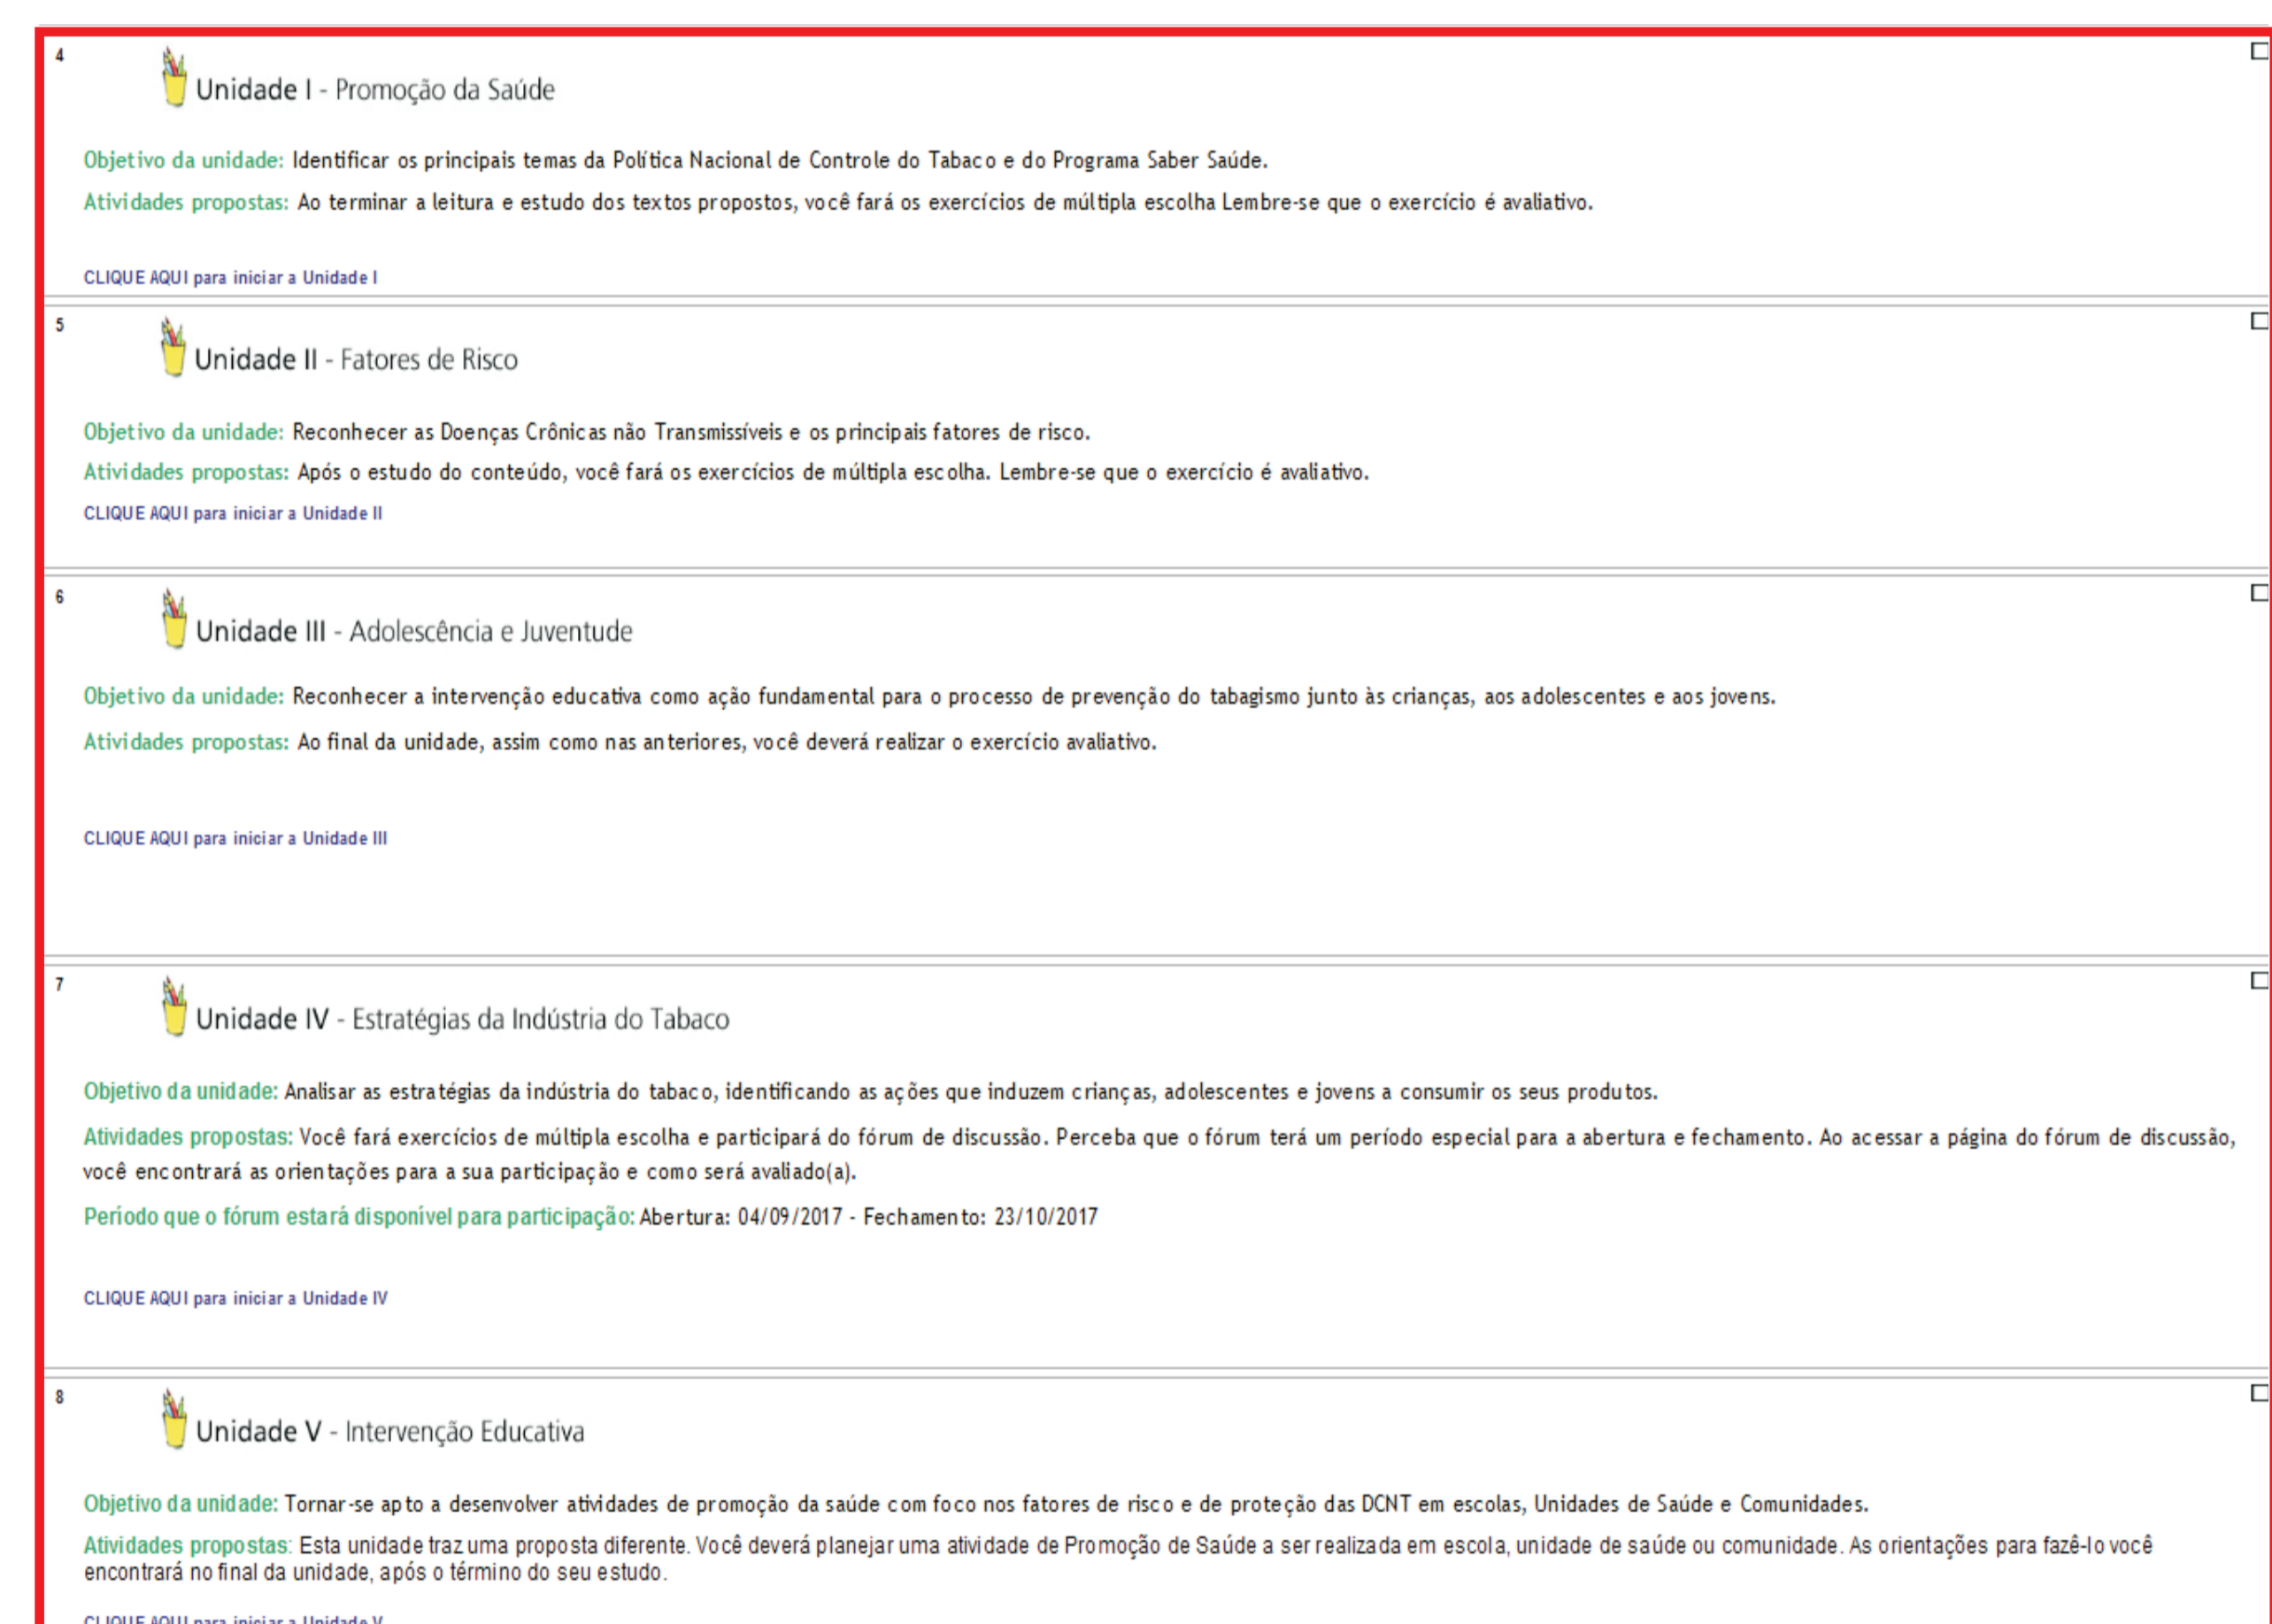 4
Unidade I - Promoção da Saúde
Objetivo da unidade: Identificar os principais temas da Política Nacional de Controle do Tabaco e do Programa Saber Saúde.
Atividades propostas: Ao terminar a leitura e estudo dos textos propostos, você fará os exercícios de múltipla escolha Lembre-se que o exercício é avaliativo.
CLIQUE AQUI para iniciar a Unidade I
5
Unidade II - Fatores de Risco
Objetivo da unidade: Reconhecer as Doenças Crônicas não Transmissíveis e os principais fatores de risco.
Atividades propostas: Após o estudo do conteúdo, você fará os exercícios de múltipla escolha. Lembre-se que o exercício é avaliativo.
CLIQUE AQUI para iniciar a Unidade II
6
Unidade III - Adolescência e Juventude
Objetivo da unidade: Reconhecer a intervenção educativa como ação fundamental para o processo de prevenção do tabagismo junto às crianças, aos adolescentes e aos jovens.
Atividades propostas: Ao final da unidade, assim como nas anteriores, você deverá realizar o exercício avaliativo.
CLIQUE AQUI para iniciar a Unidade III
7
Unidade IV - Estratégias da Indústria do Tabaco
Objetivo da unidade: Analisar as estratégias da indústria do tabaco, identificando as ações que induzem crianças, adolescentes e jovens a consumir os seus produtos.
Atividades propostas: Você fará exercícios de múltipla escolha e participará do fórum de discussão. Perceba que o fórum terá um período especial para a abertura e fechamento. Ao acessar a página do fórum de discussão,
você encontrará as orientações para a sua participação e como será avaliado(a).
Período que o fórum estará disponível para participação: Abertura: 04/09/2017 - Fechamento: 23/10/2017
CLIQUE AQUI para iniciar a Unidade IV
8
Unidade V - Intervenção Educativa
Objetivo da unidade: Tornar-se apto a desenvolver atividades de promoção da saúde com foco nos fatores de risco e de proteção das DCNT em escolas, Unidades de Saúde e Comunidades.
Atividades propostas: Esta unidade traz uma proposta diferente. Você deverá planejar uma atividade de Promoção de Saúde a ser realizada em escola, unidade de saúde ou comunidade. As orientações para fazê-lo você
encontrará no final da unidade, após o término do seu estudo.
CLIQUE AQUI para iniciar a Unidade V